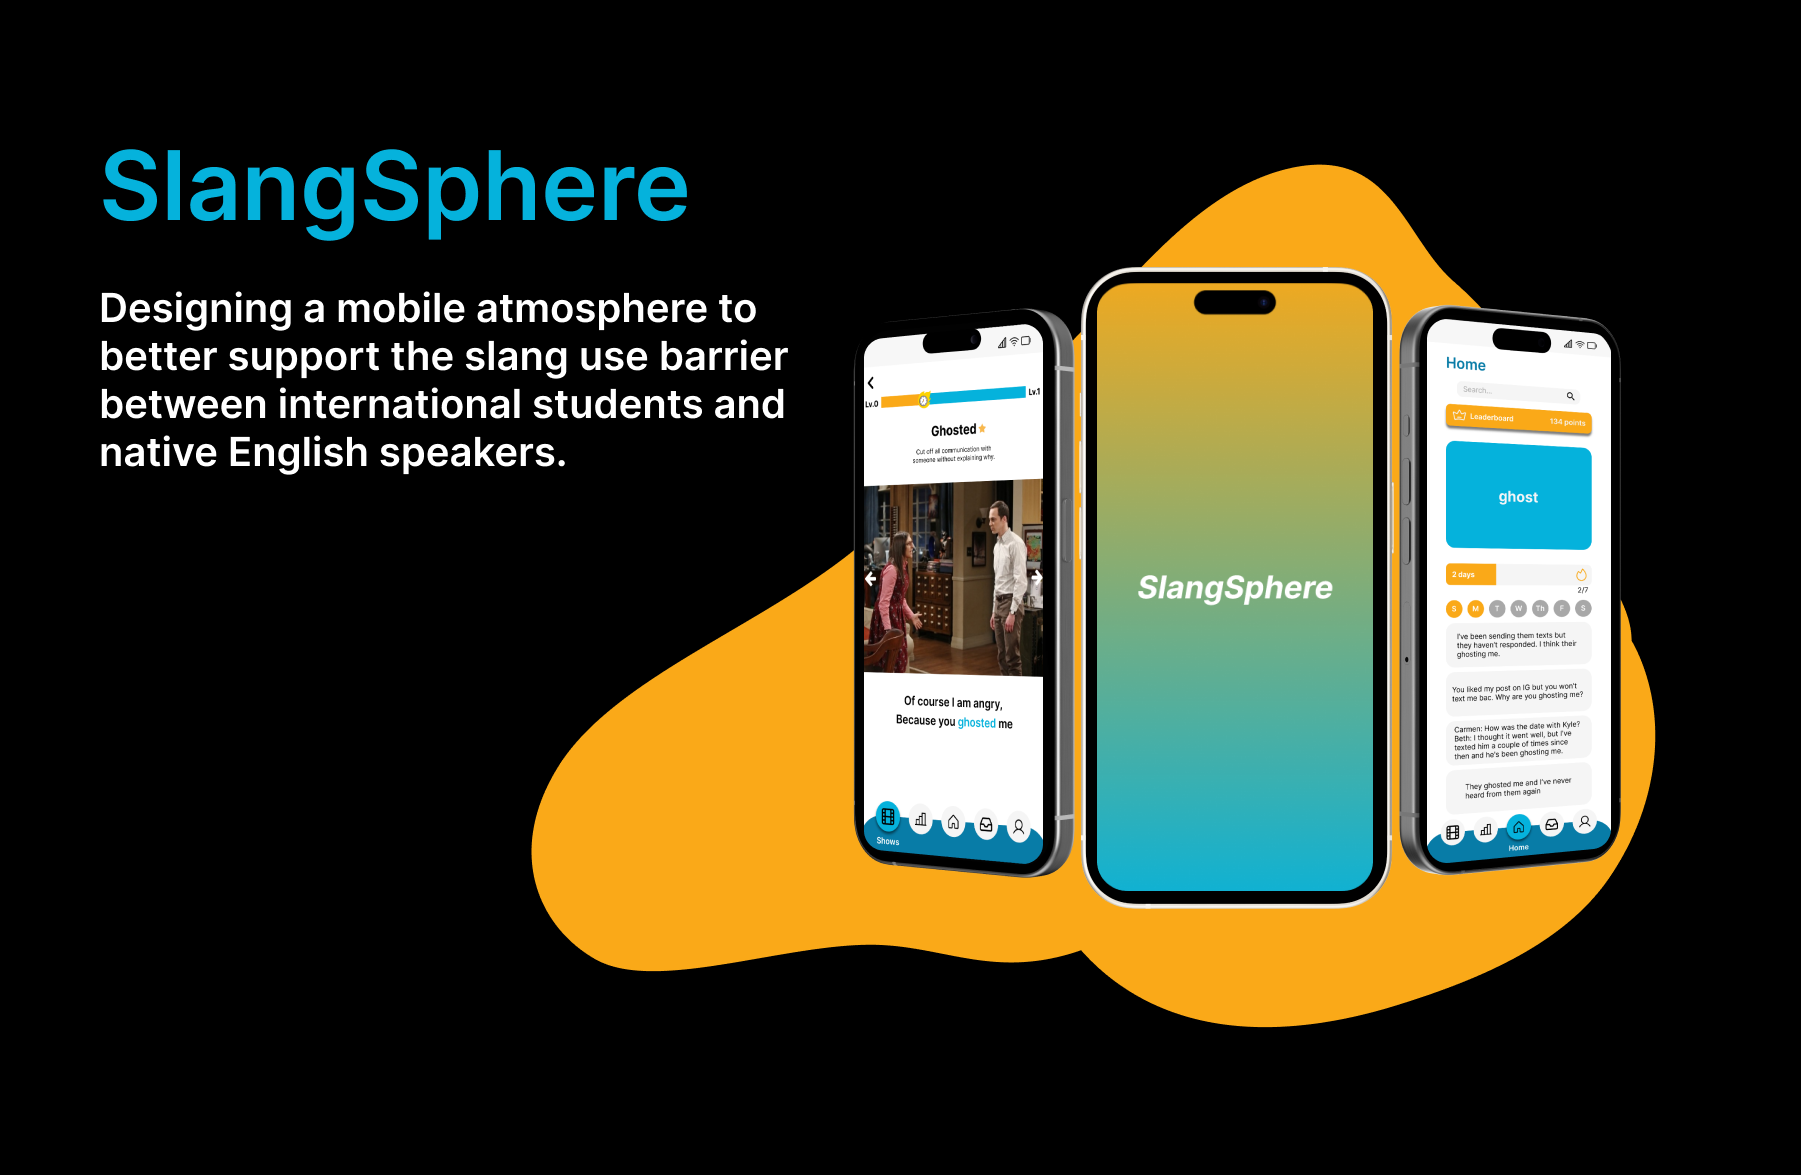 SlangSphere
Designing a mobile atmosphere to
better support the slang use barrier
between international students and
native English speakers.
Lv.0
Lv.1
Ghosted
Cut off all communication with
someone without explaining why.
Of course I am angry,
Because you ghosted me
Shows
SlangSphere
Home
Search...
Leaderboard 134 points
ghost
2 days
2/7
S M T W Th F S
I've been sending them texts but
they haven't responded. I think their
ghosting me.
You liked my post on IG but you won't
text me bac. Why are you ghosting me?
Carmen: How was the date with Kyle?
Beth: I thought it went well, but I've
texted him a couple of times since
then and he's been ghosting me.
They ghosted me and I've never
heard from them again
Home